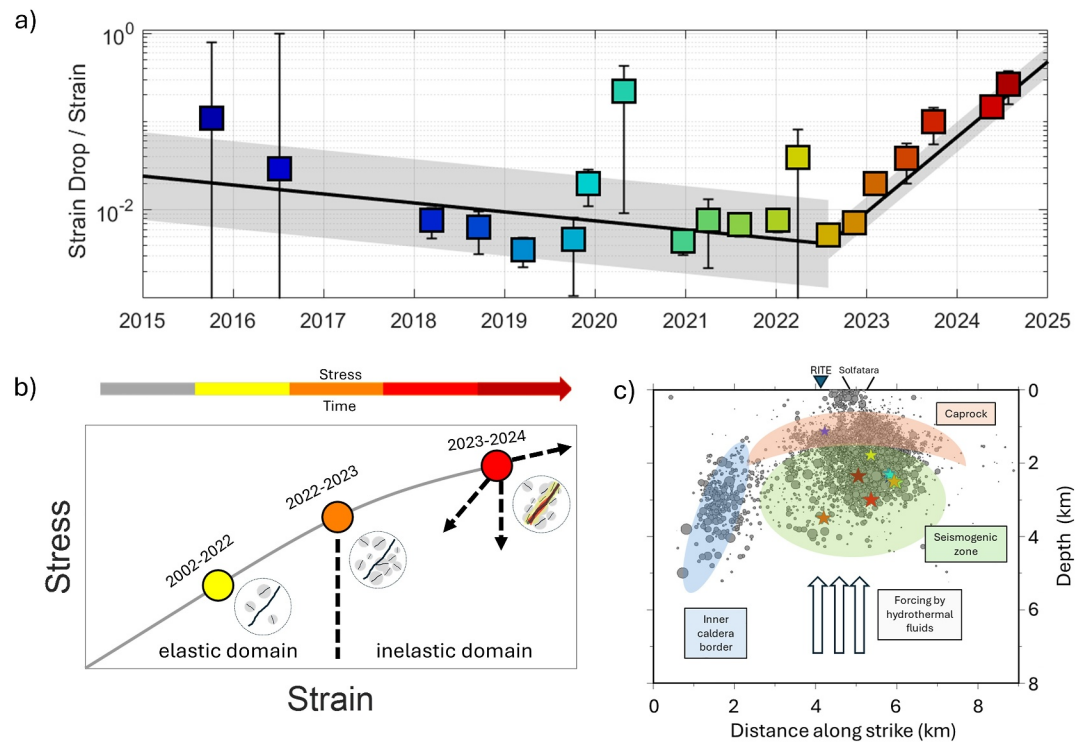 a)
Strain Drop / Strain
10⁰
10⁻²
2015 2016 2017 2018 2019 2020 2021 2022 2023 2024 2025
b)
Stress
Time
2023-2024
2022-2023
2002-2022
elastic domain
inelastic domain
Stress
Strain
c)
RITE
Solfatara
Caprock
Seismogenic
zone
Inner
caldera
border
Forcing by
hydrothermal
fluids
0
2
4
6
8
Depth (km)
0 2 4 6 8
Distance along strike (km)